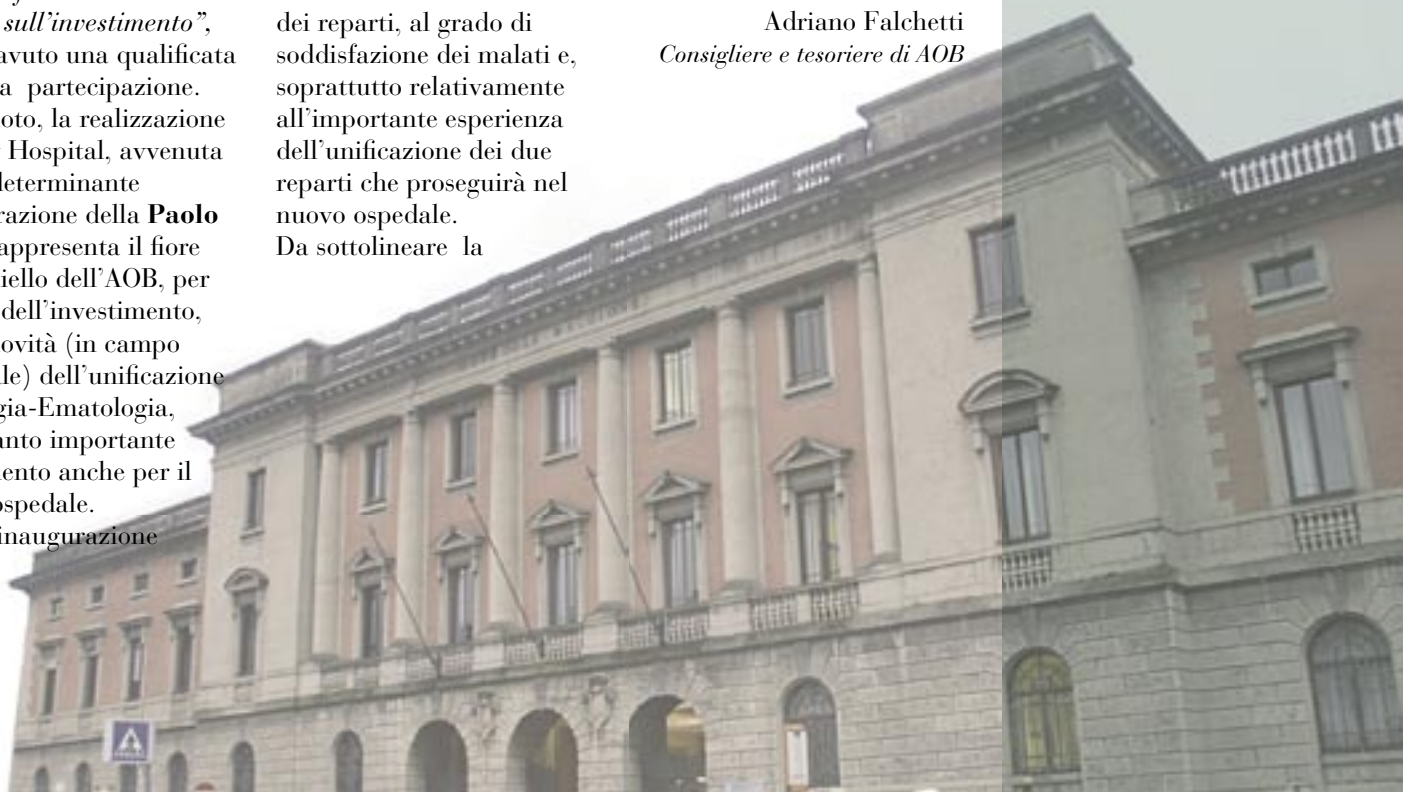 sull'investimento",
avuto una qualificata
a partecipazione.
oto, la realizzazione
Hospital, avvenuta
determinante
razione della Paolo
appresenta il fiore
iello dell'AOB, per
dell'investimento,
ovità (in campo
le) dell'unificazione
gia-Ematologia,
anto importante
ento anche per il
ospedale.
inaugurazione
dei reparti, al grado di
soddisfazione dei malati e,
soprattutto relativamente
all'importante esperienza
dell'unificazione dei due
reparti che proseguirà nel
nuovo ospedale.
Da sottolineare la
Adriano Falchetti
Consigliere e tesoriere di AOB